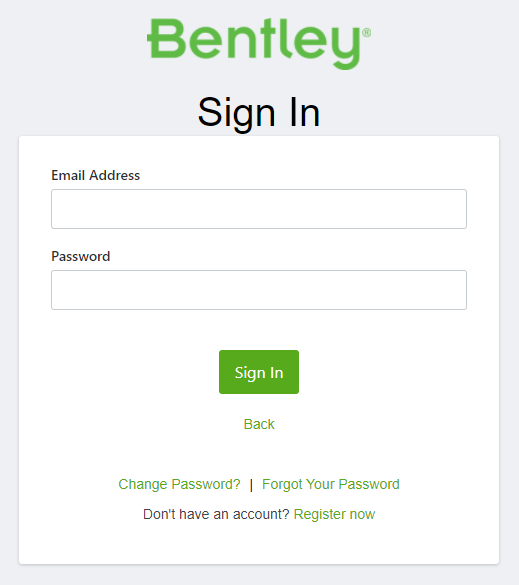 Bentley®
Sign In
Email Address
Password
Sign In
Back
Change Password? | Forgot Your Password
Don't have an account? Register now